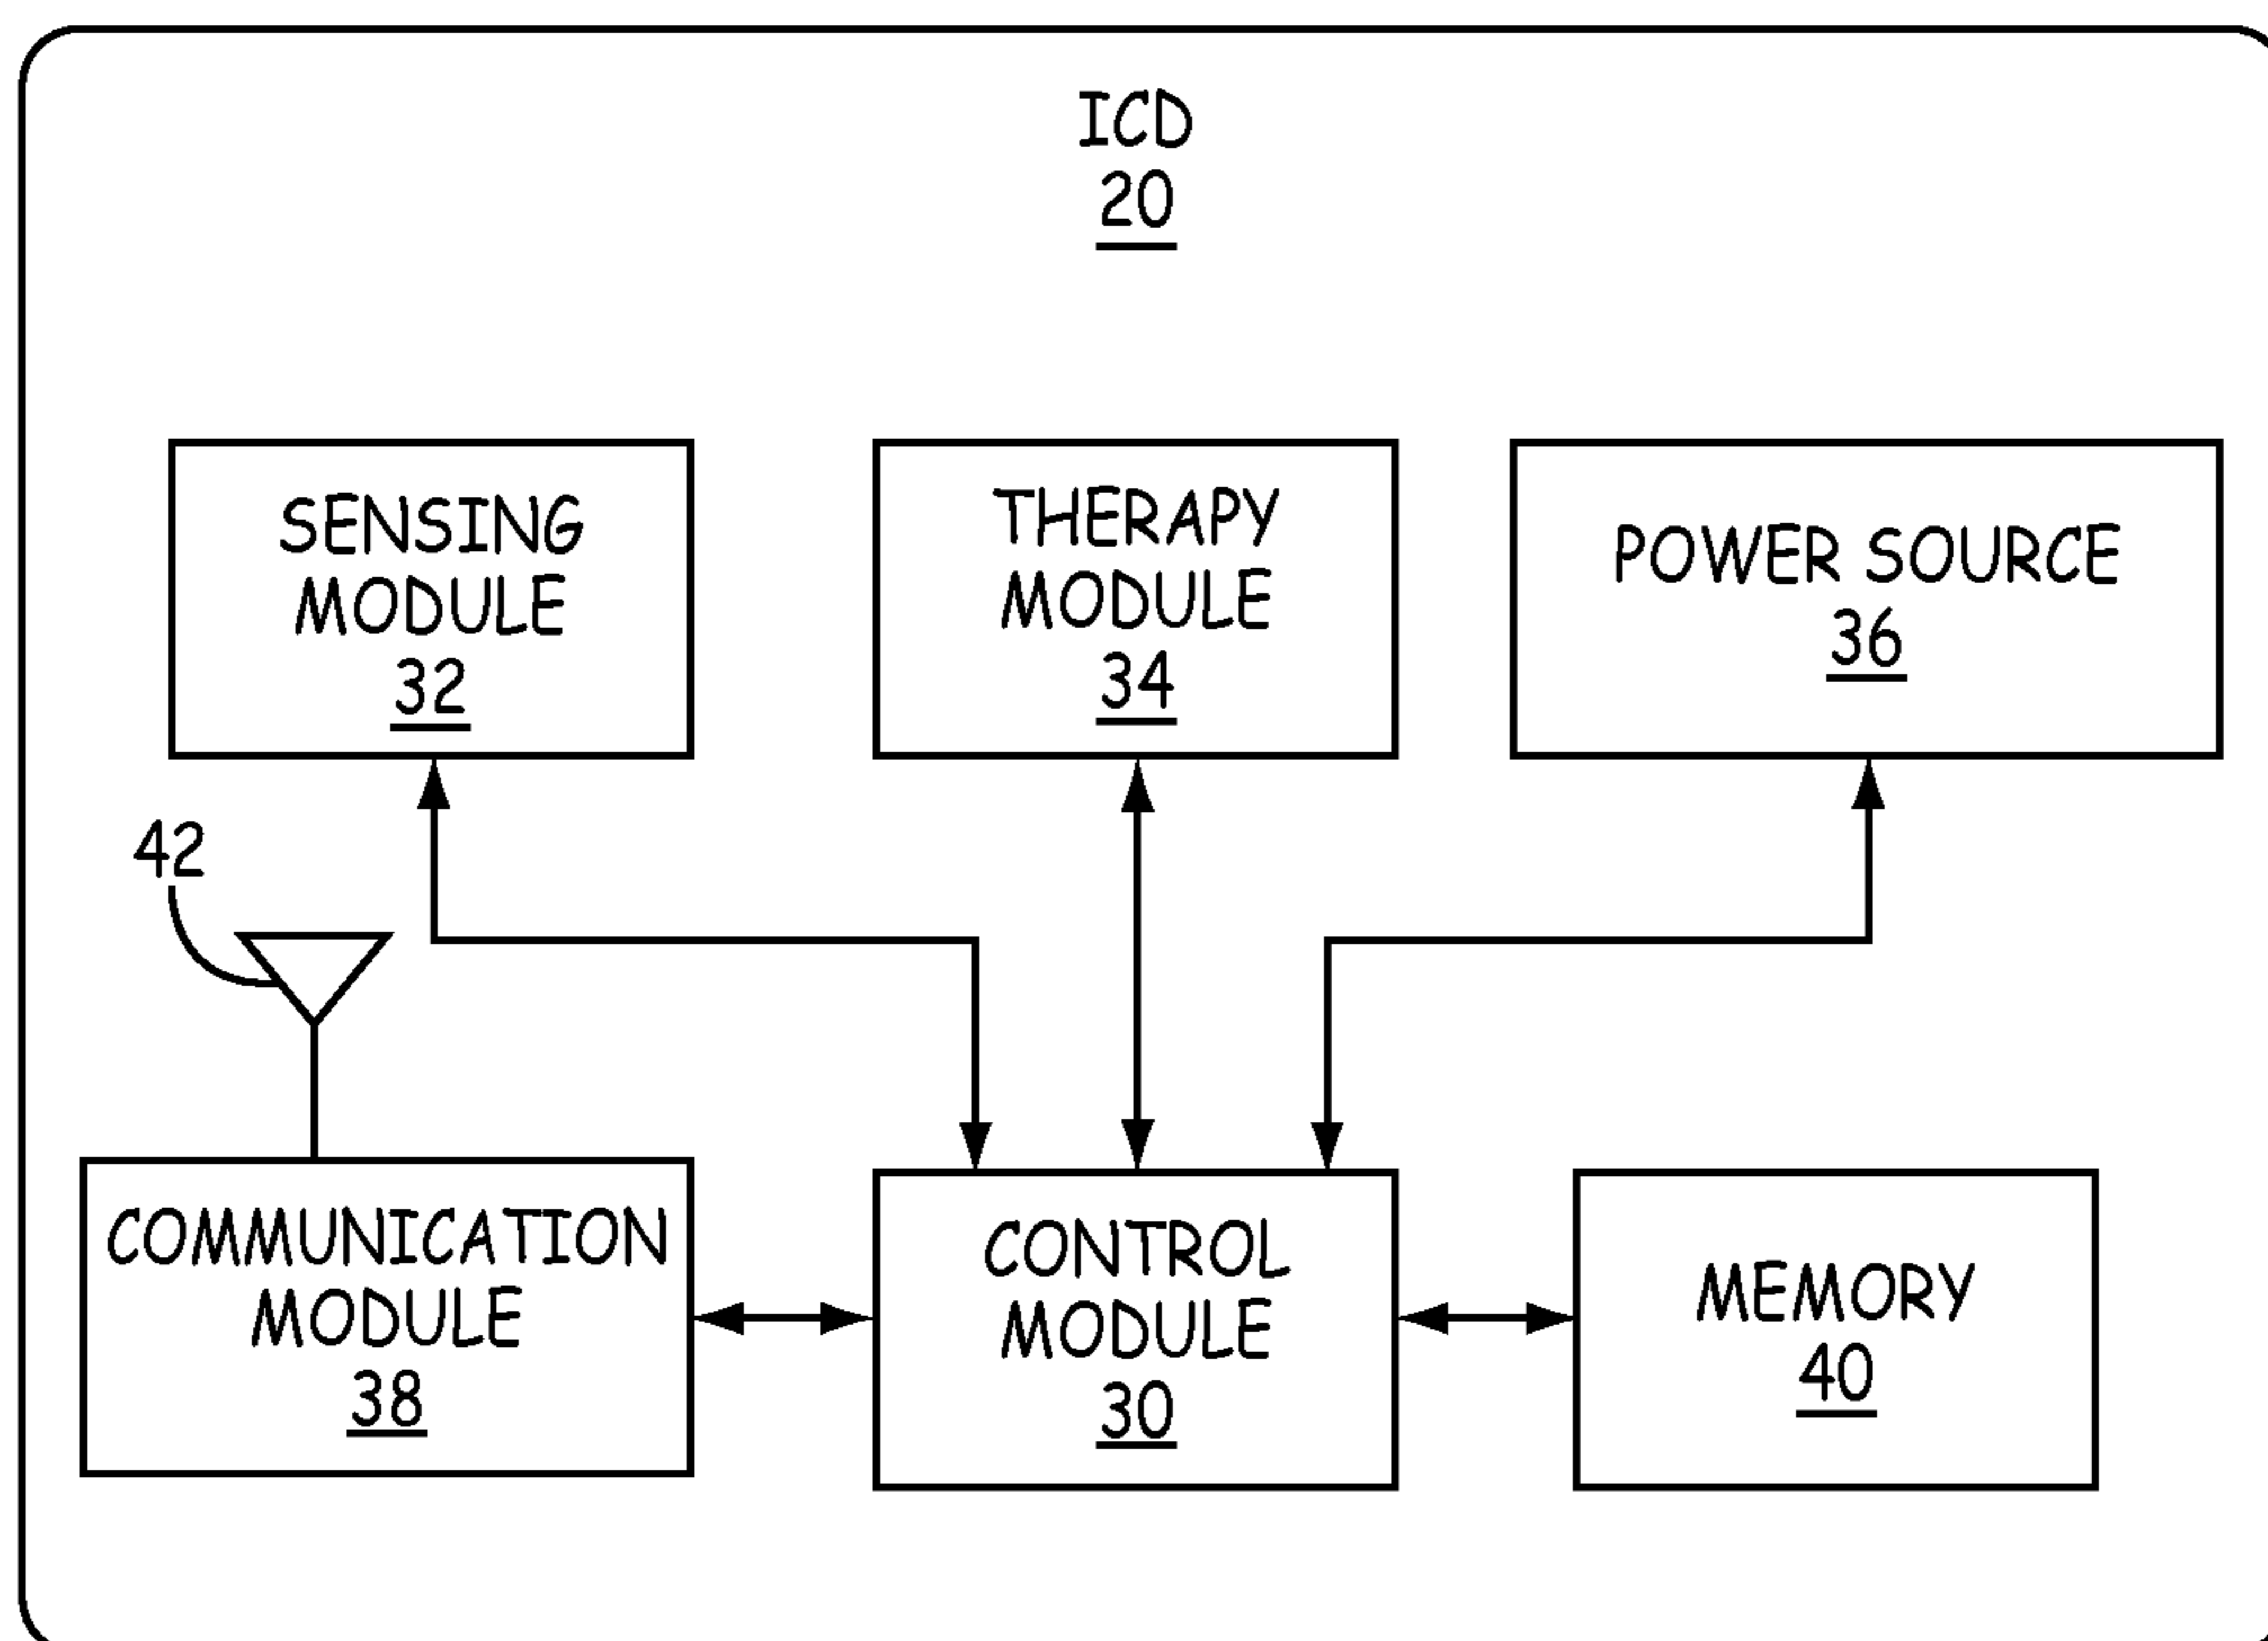 ICD
20
SENSING
MODULE
32
THERAPY
MODULE
34
POWER SOURCE
36
42
COMMUNICATION
MODULE
38
CONTROL
MODULE
30
MEMORY
40